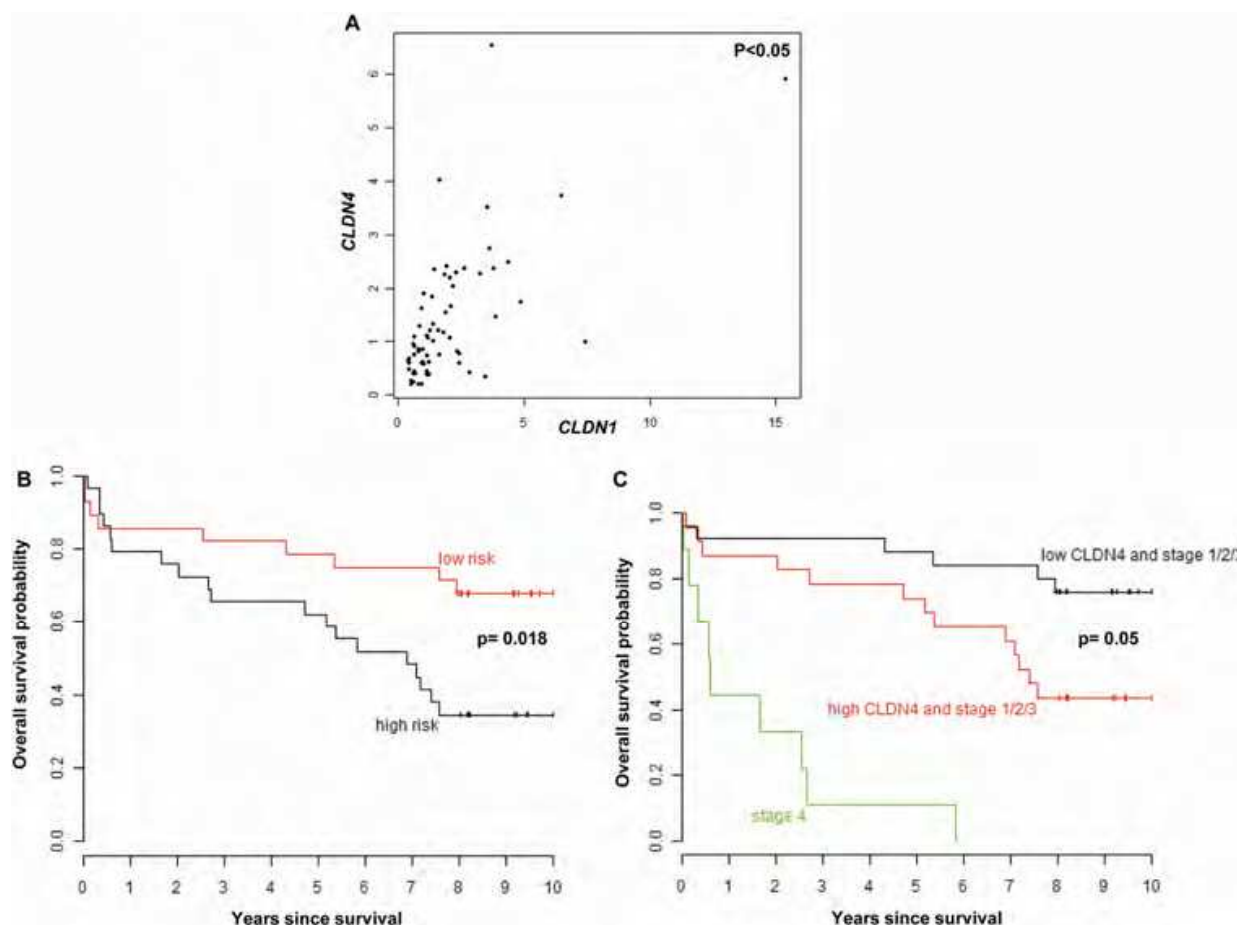 A
P<0.05
6
5
4
3
2
1
0
CLDN4
0 5 10 15
CLDN1
B
1.0
0.8
0.6
0.4
0.2
0.0
Overall survival probability
low risk
p= 0.018
high risk
0 1 2 3 4 5 6 7 8 9 10
Years since survival
C
1.0
0.8
0.6
0.4
0.2
0.0
Overall survival probability
low CLDN4 and stage 1/2/
p= 0.05
high CLDN4 and stage 1/2/3
stage 4
0 1 2 3 4 5 6 7 8 9 10
Years since survival